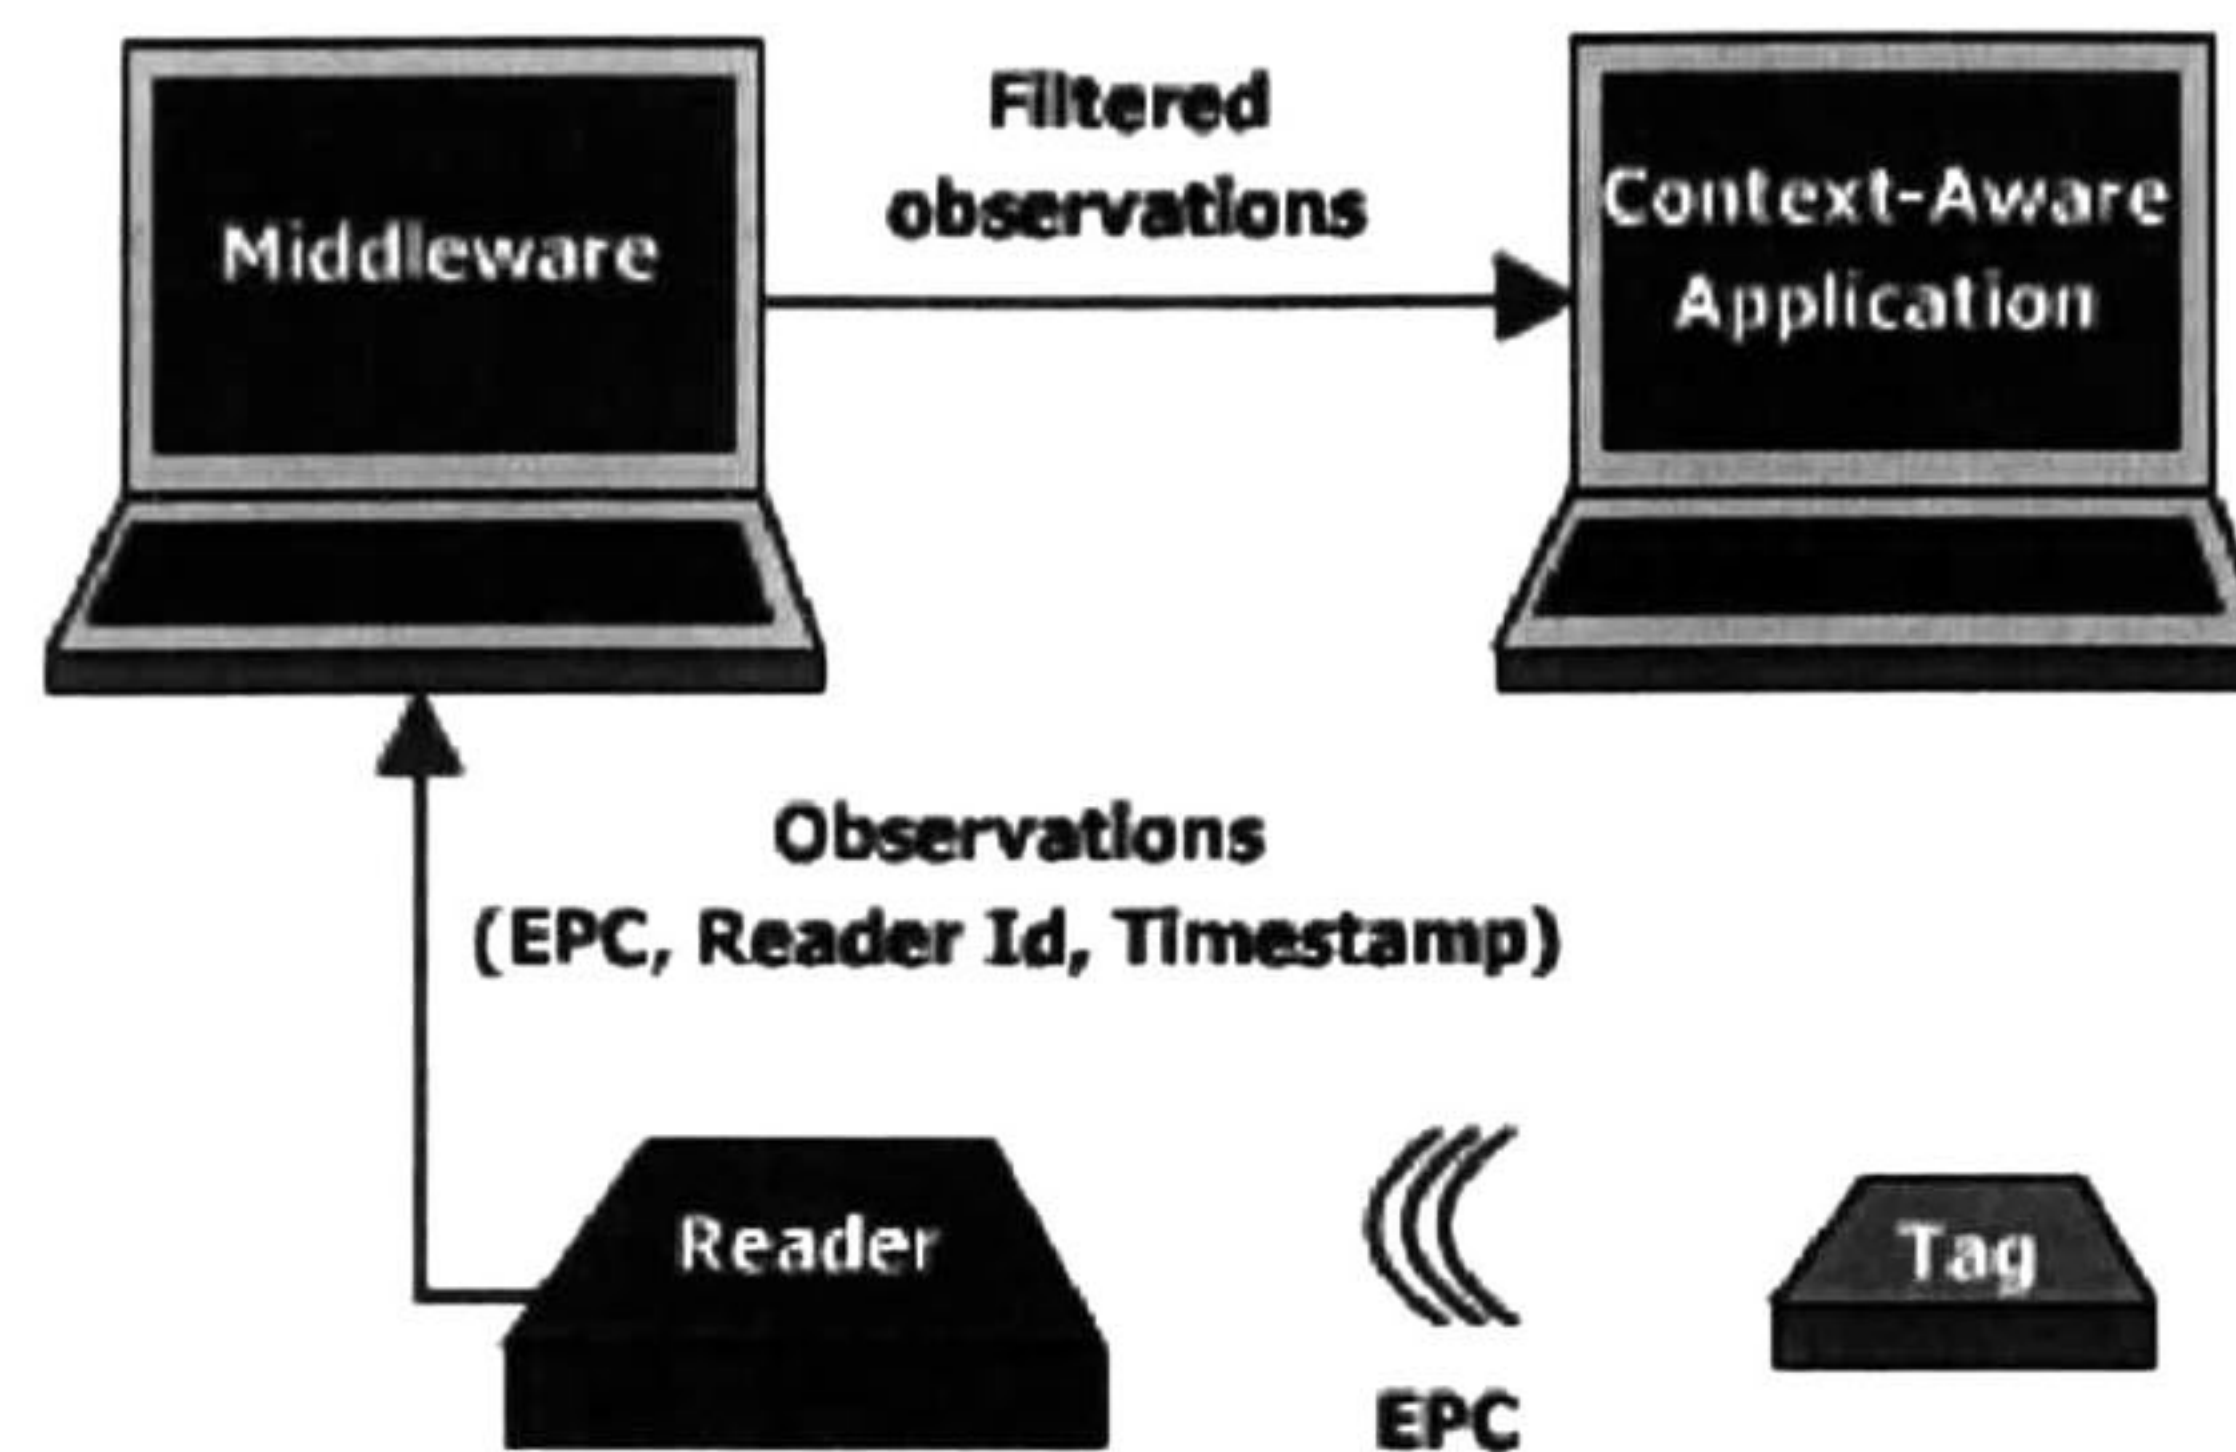 Middleware
Filtered
observations
Context-Aware
Application
Observations
(EPC, Reader Id, Timestamp)
Reader
EPC
Tag